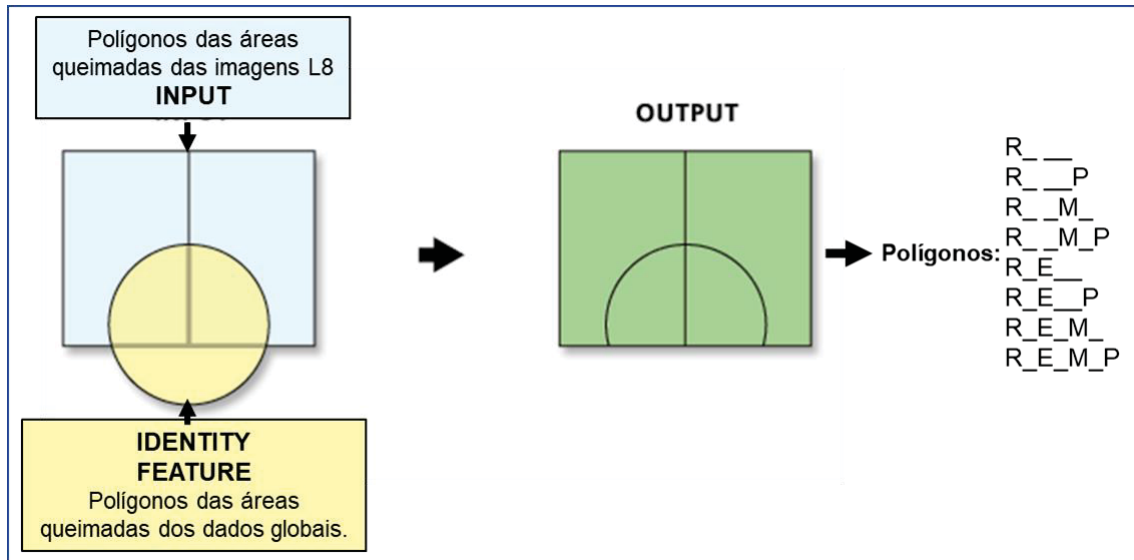 Polígonos das áreas
queimadas das imagens L8
INPUT
OUTPUT
IDENTITY
FEATURE
Polígonos das áreas
queimadas dos dados globais.
Polígonos:
R_ __
R_ __P
R_ _M_
R_ _M_P
R_E__
R_E__P
R_E_M_
R_E_M_P